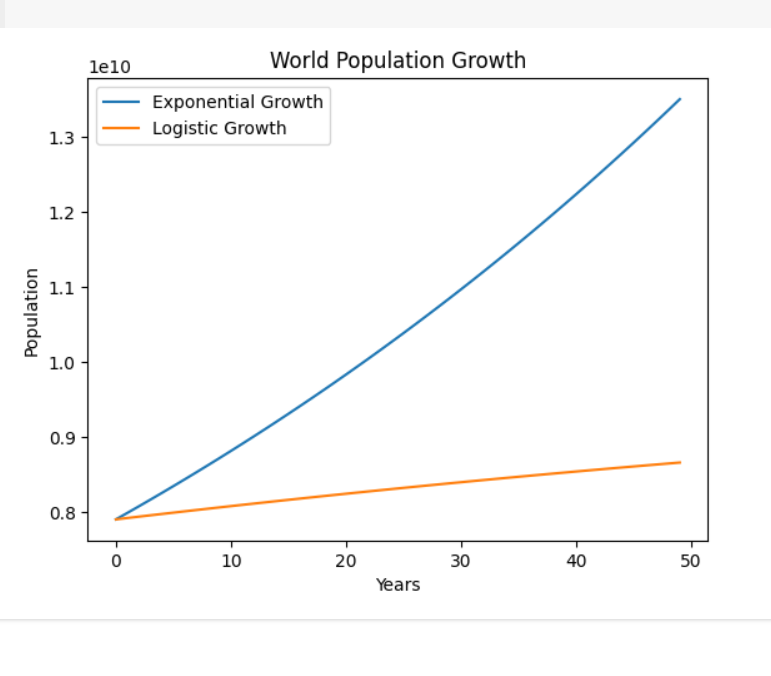 World Population Growth
1e10
Exponential Growth
Logistic Growth
1.3
1.2
1.1
1.0
0.9
0.8
Population
0 10 20 30 40 50
Years